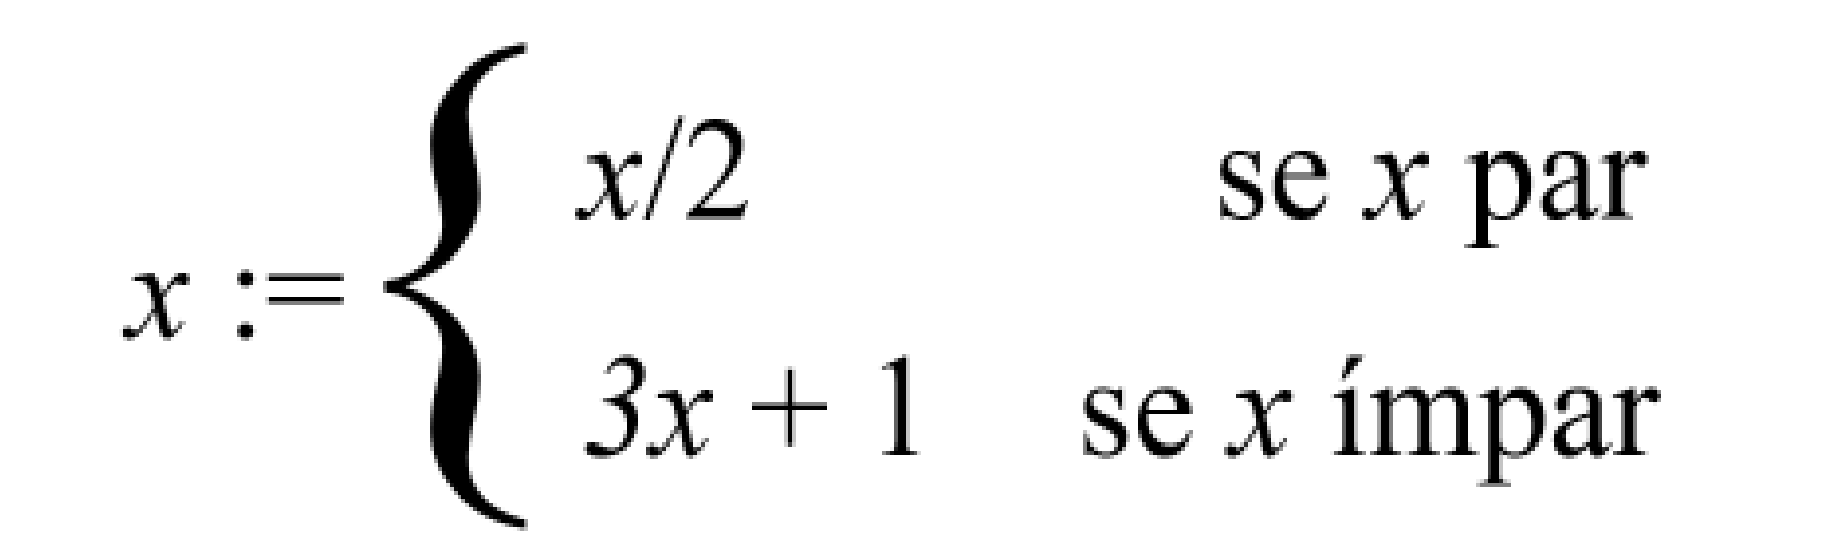 x/2 se x par
x :=
3x + 1 se x ímpar